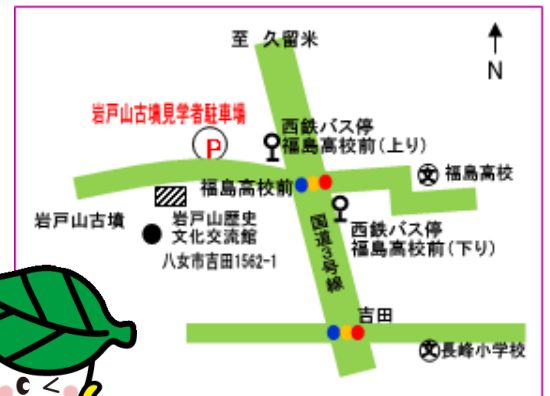 至 久留米
N
岩戸山古墳見学者駐車場
P
西鉄バス停
福島高校前(上り)
福島高校前
文 福島高校
岩戸山古墳
岩戸山歴史
文化交流館
八女市吉田1562-1
西鉄バス停
福島高校前(下り)
国道3号線
吉田
文長峰小学校